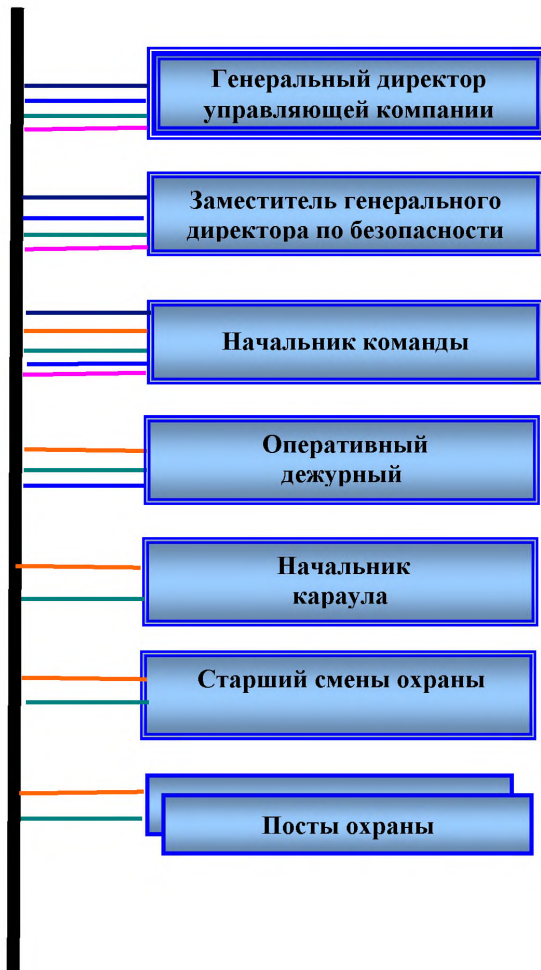 Генеральный директор
управляющей компании
Заместитель генерального
директора по безопасности
Начальник команды
Оперативный
дежурный
Начальник
караула
Старший смены охраны
Посты охраны